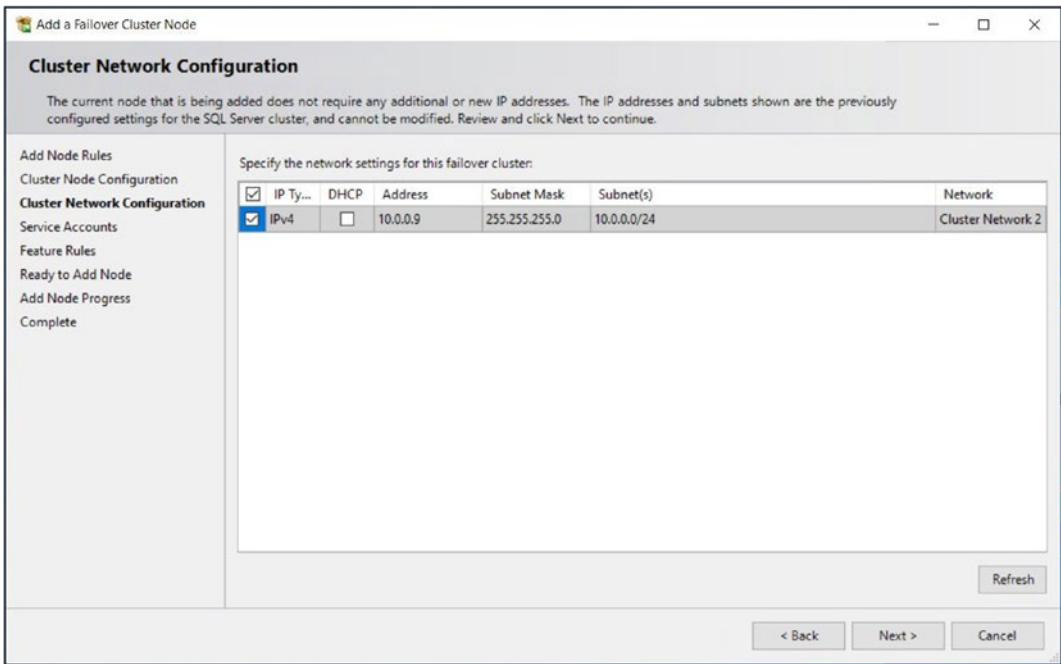 Add a Failover Cluster Node
Cluster Network Configuration
The current node that is being added does not require any additional or new IP addresses. The IP addresses and subnets shown are the previously
configured settings for the SQL Server cluster, and cannot be modified. Review and click Next to continue.
Add Node Rules
Cluster Node Configuration
Cluster Network Configuration
Service Accounts
Feature Rules
Ready to Add Node
Add Node Progress
Complete
Specify the network settings for this failover cluster:
IP Ty... DHCP Address Subnet Mask Subnet(s) Network
IPv4 10.0.0.9 255.255.255.0 10.0.0.0/24 Cluster Network 2
Refresh
< Back Next > Cancel